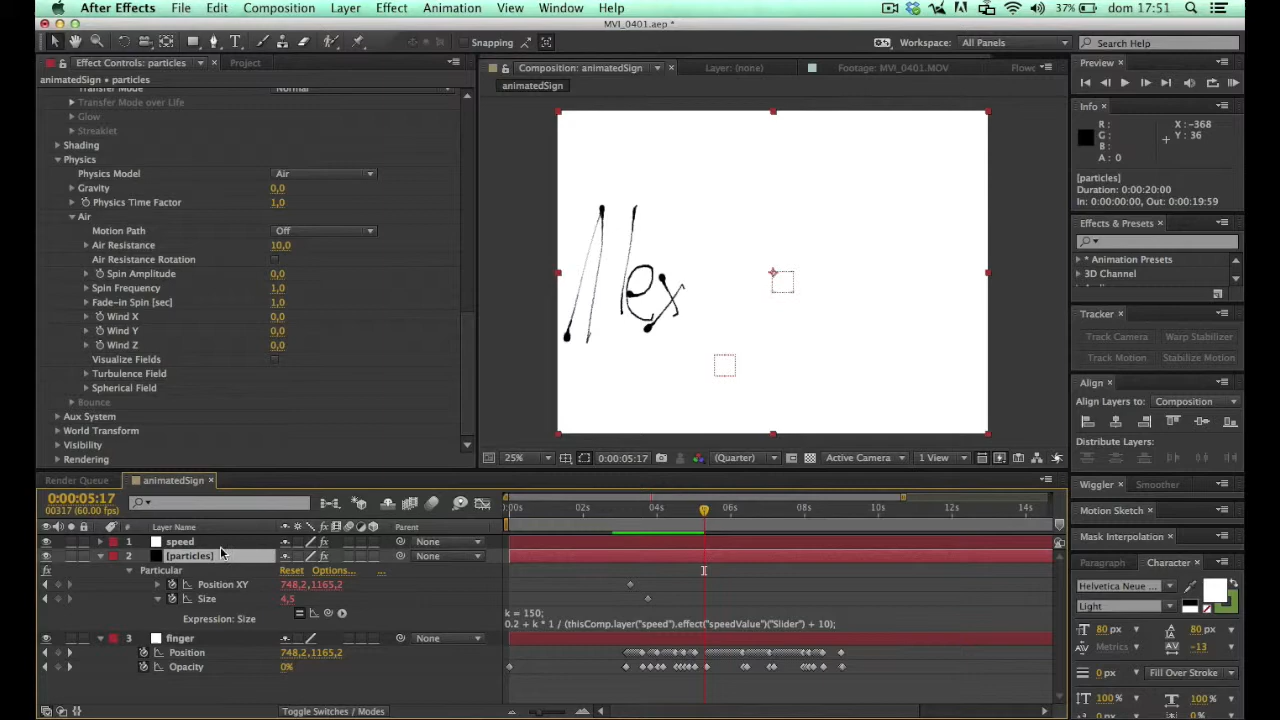 After Effects File Edit Composition Layer Effect Animation View Window Help 37% dom 17:51
MVI_0401.aep *
Snapping Workspace: All Panels Search Help
Effect Controls: particles Project
animatedSign • particles
Transfer Mode Normal
Transfer Mode over Life
Glow
Streaklet
Shading
Physics
Physics Model Air
Gravity 0,0
Physics Time Factor 1,0
Air
Motion Path Off
Air Resistance 10,0
Air Resistance Rotation
Spin Amplitude 0,0
Spin Frequency 1,0
Fade-in Spin [sec] 1,0
Wind X 0,0
Wind Y 0,0
Wind Z 0,0
Visualize Fields
Turbulence Field
Spherical Field
Bounce
Aux System
World Transform
Visibility
Rendering
Composition: animatedSign Layer: (none) Footage: MVI_0401.MOV Flowc
animatedSign
Alex
25% 0:00:05:17 (Quarter) Active Camera 1 View
Preview
Info
R: X: -368
G: Y: 36
B:
A: 0
[particles]
Duration: 0:00:20:00
In: 0:00:00:00, Out: 0:00:19:59
Effects & Presets
* Animation Presets
3D Channel
Tracker
Track Camera Warp Stabilizer
Track Motion Stabilize Motion
Align
Align Layers to: Composition
Distribute Layers:
Wiggler Smoother
Motion Sketch
Mask Interpolation
Paragraph Character
Helvetica Neue
Light
80 px 80 px
Metrics -13
0 px Fill Over Stroke
100 % 100 %
Render Queue animatedSign
0:00:05:17
00317 (60.00 fps)
:00s 02s 04s 06s 08s 10s 12s 14s
# Layer Name Parent
1 speed None
2 [particles] None
Particular Reset Options... ...
Position XY 748,2,1165,2
Size 4,5
Expression: Size
k = 150;
0.2 + k * 1 / (thisComp.layer("speed").effect("speedValue")("Slider") + 10);
3 finger None
Position 748,2,1165,2
Opacity 0%
Toggle Switches / Modes